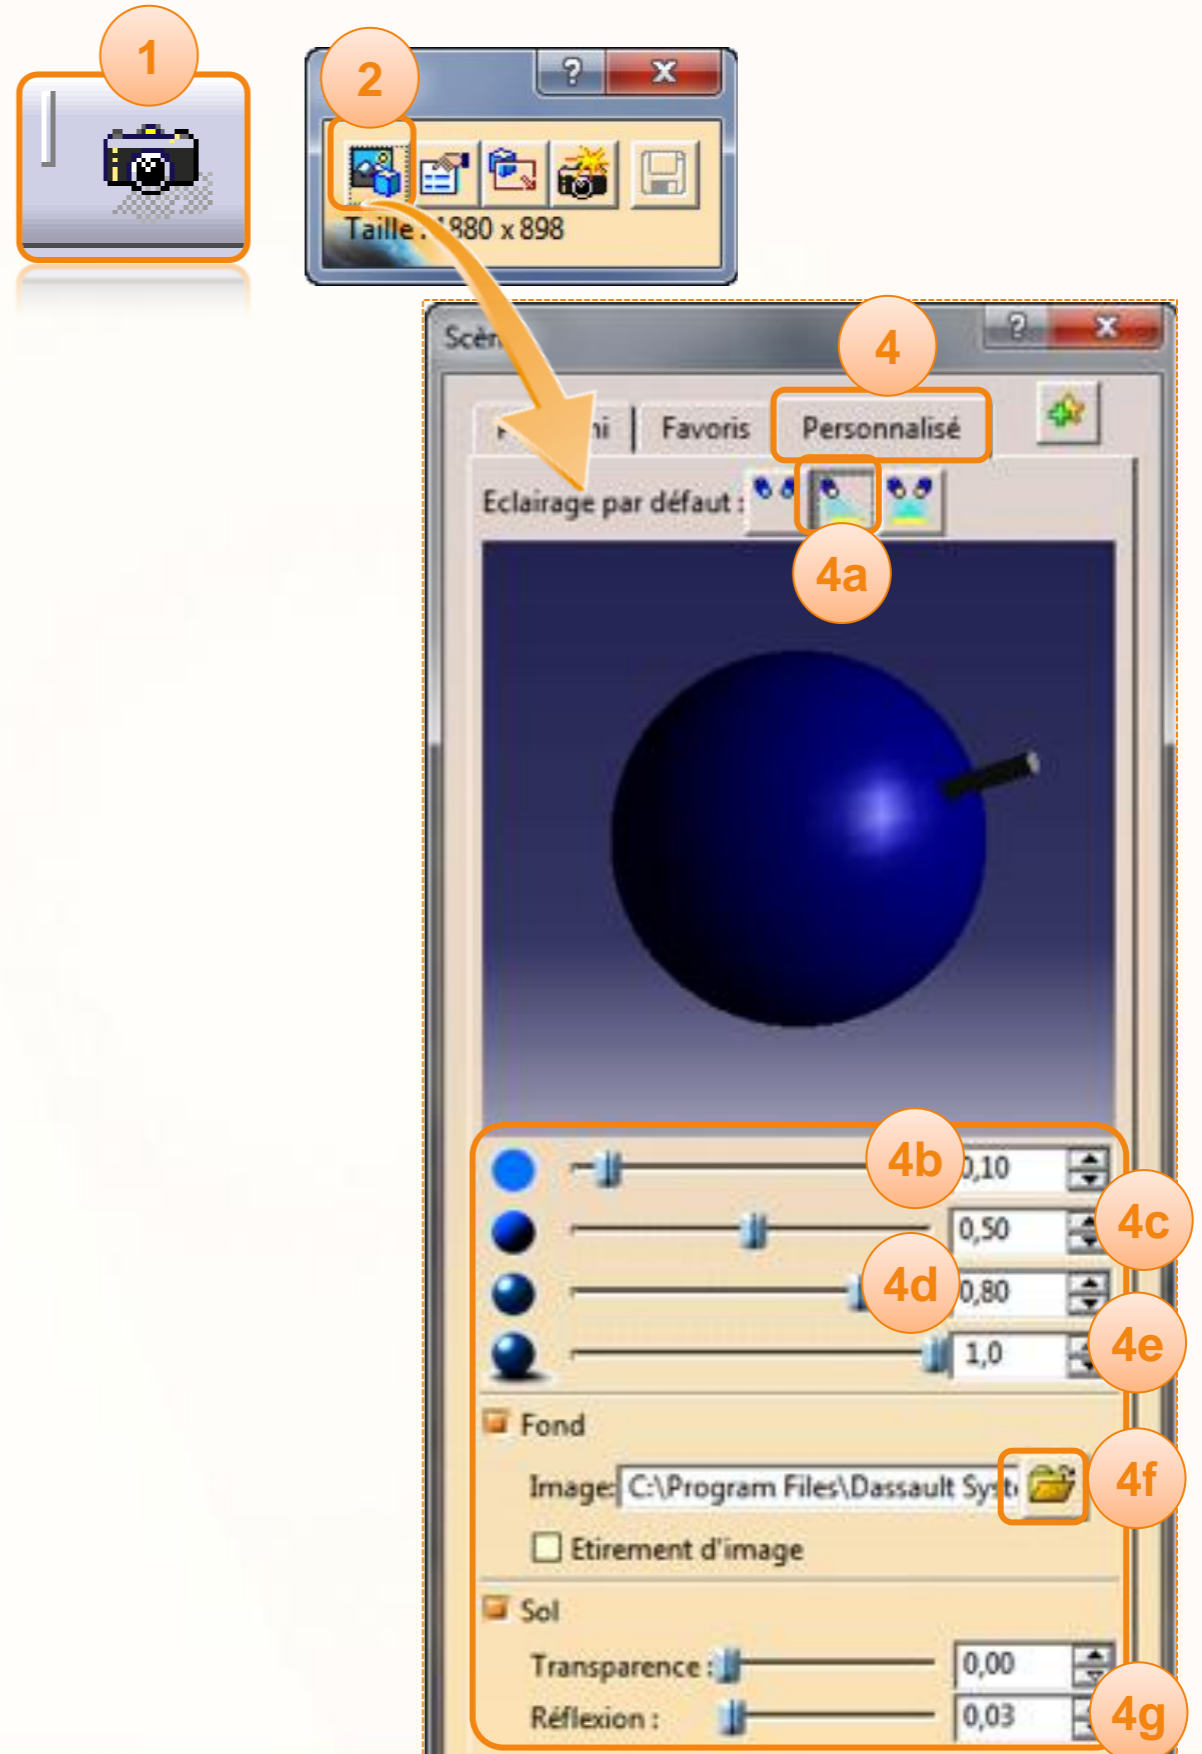 1
2
?
x
Taille : 1880 x 898
4
?
x
Favoris
Personnalisé
Eclairage par défaut :
4a
4b
0,10
0,50
4c
4d
0,80
1,0
4e
Fond
Image: C:\Program Files\Dassault Syst
4f
Etirement d'image
Sol
Transparence :
0,00
Réflexion :
0,03
4g